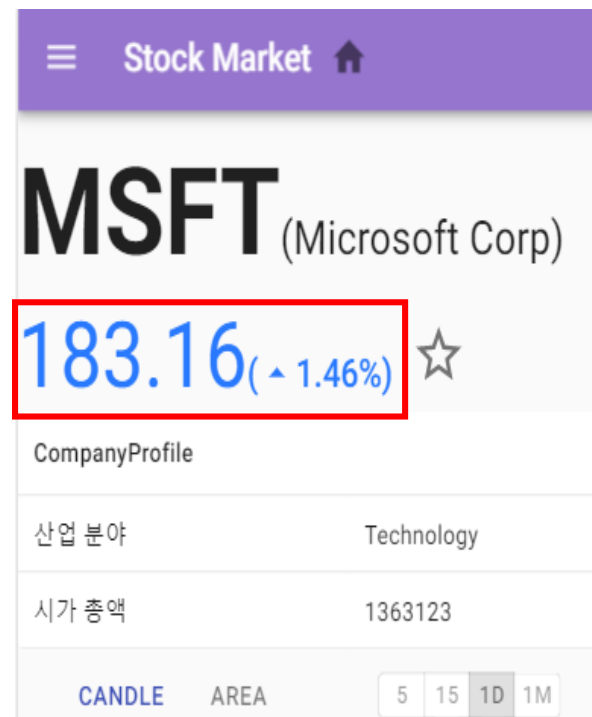 Stock Market
MSFT (Microsoft Corp)
183.16 ( ▲ 1.46%)
CompanyProfile
산업 분야 Technology
시가 총액 1363123
CANDLE AREA 5 15 1D 1M